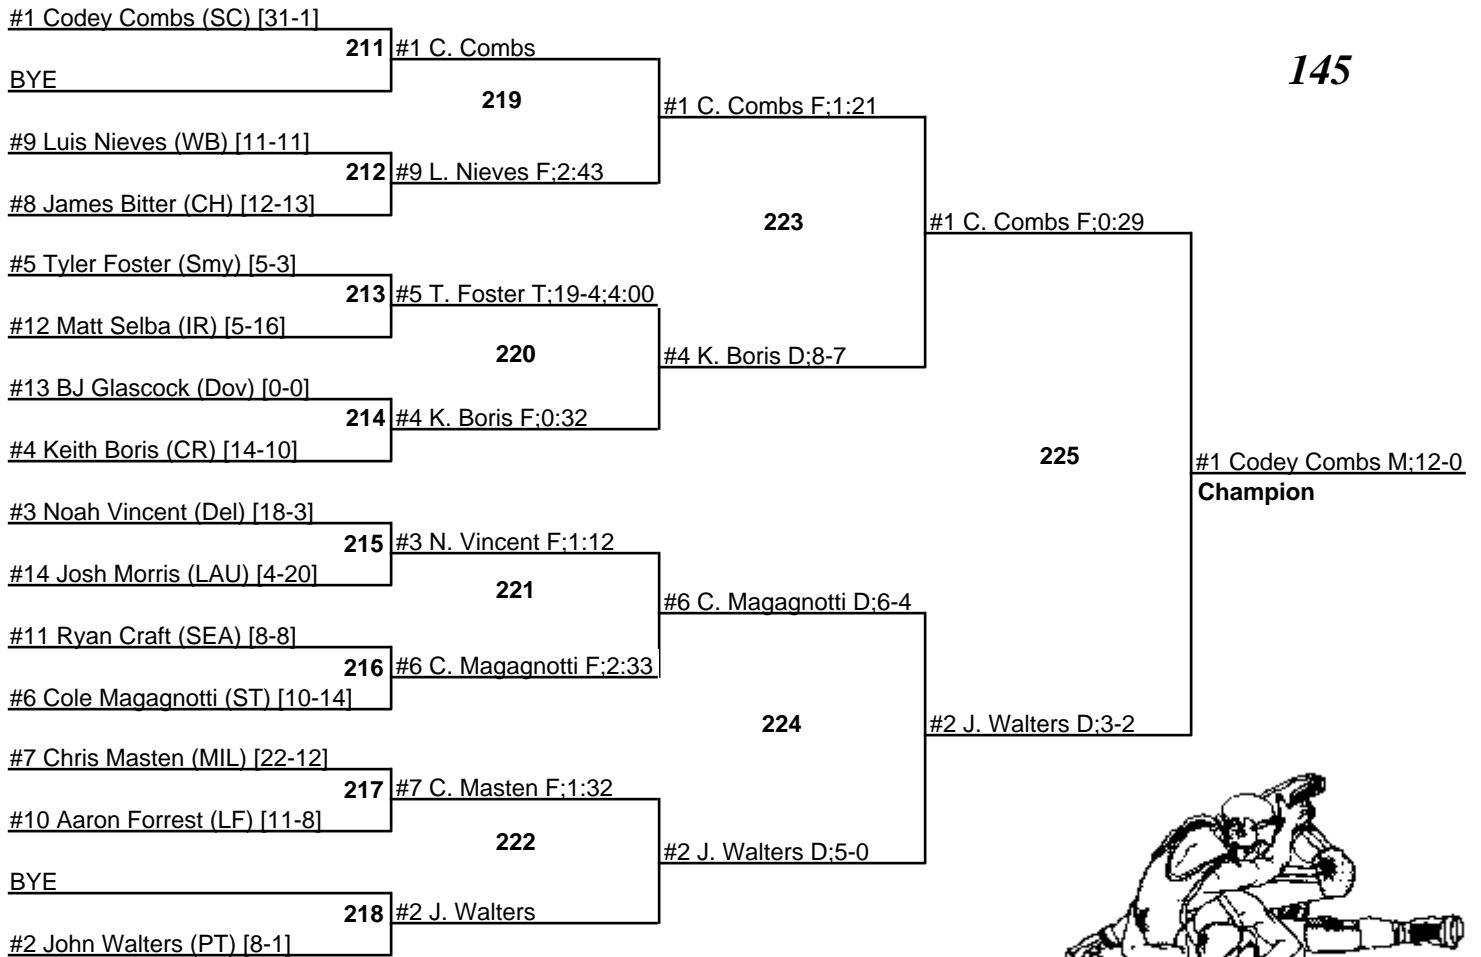 #1 Codey Combs (SC) [31-1]
211 #1 C. Combs
BYE
145
219
#1 C. Combs F;1:21
#9 Luis Nieves (WB) [11-11]
212 #9 L. Nieves F;2:43
#8 James Bitter (CH) [12-13]
223
#1 C. Combs F;0:29
#5 Tyler Foster (Smy) [5-3]
213 #5 T. Foster T;19-4;4:00
#12 Matt Selba (IR) [5-16]
220
#4 K. Boris D;8-7
#13 BJ Glascock (Dov) [0-0]
214 #4 K. Boris F;0:32
#4 Keith Boris (CR) [14-10]
225
#1 Codey Combs M;12-0
Champion
#3 Noah Vincent (Del) [18-3]
215 #3 N. Vincent F;1:12
#14 Josh Morris (LAU) [4-20]
221
#6 C. Magagnotti D;6-4
#11 Ryan Craft (SEA) [8-8]
216 #6 C. Magagnotti F;2:33
#6 Cole Magagnotti (ST) [10-14]
224
#2 J. Walters D;3-2
#7 Chris Masten (MIL) [22-12]
217 #7 C. Masten F;1:32
#10 Aaron Forrest (LF) [11-8]
222
#2 J. Walters D;5-0
BYE
218 #2 J. Walters
#2 John Walters (PT) [8-1]